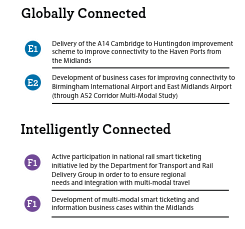 Globally Connected
E1
Delivery of the A14 Cambridge to Huntingdon improvement
scheme to improve connectivity to the Haven Ports from
the Midlands
E2
Development of business cases for improving connectivity to
Birmingham International Airport and East Midlands Airport
(through A52 Corridor Multi-Modal Study)
Intelligently Connected
F1
Active participation in national rail smart ticketing
initiative led by the Department for Transport and Rail
Delivery Group in order to to ensure regional
needs and integration with multi-modal travel
F1
Development of multi-modal smart ticketing and
information business cases within the Midlands